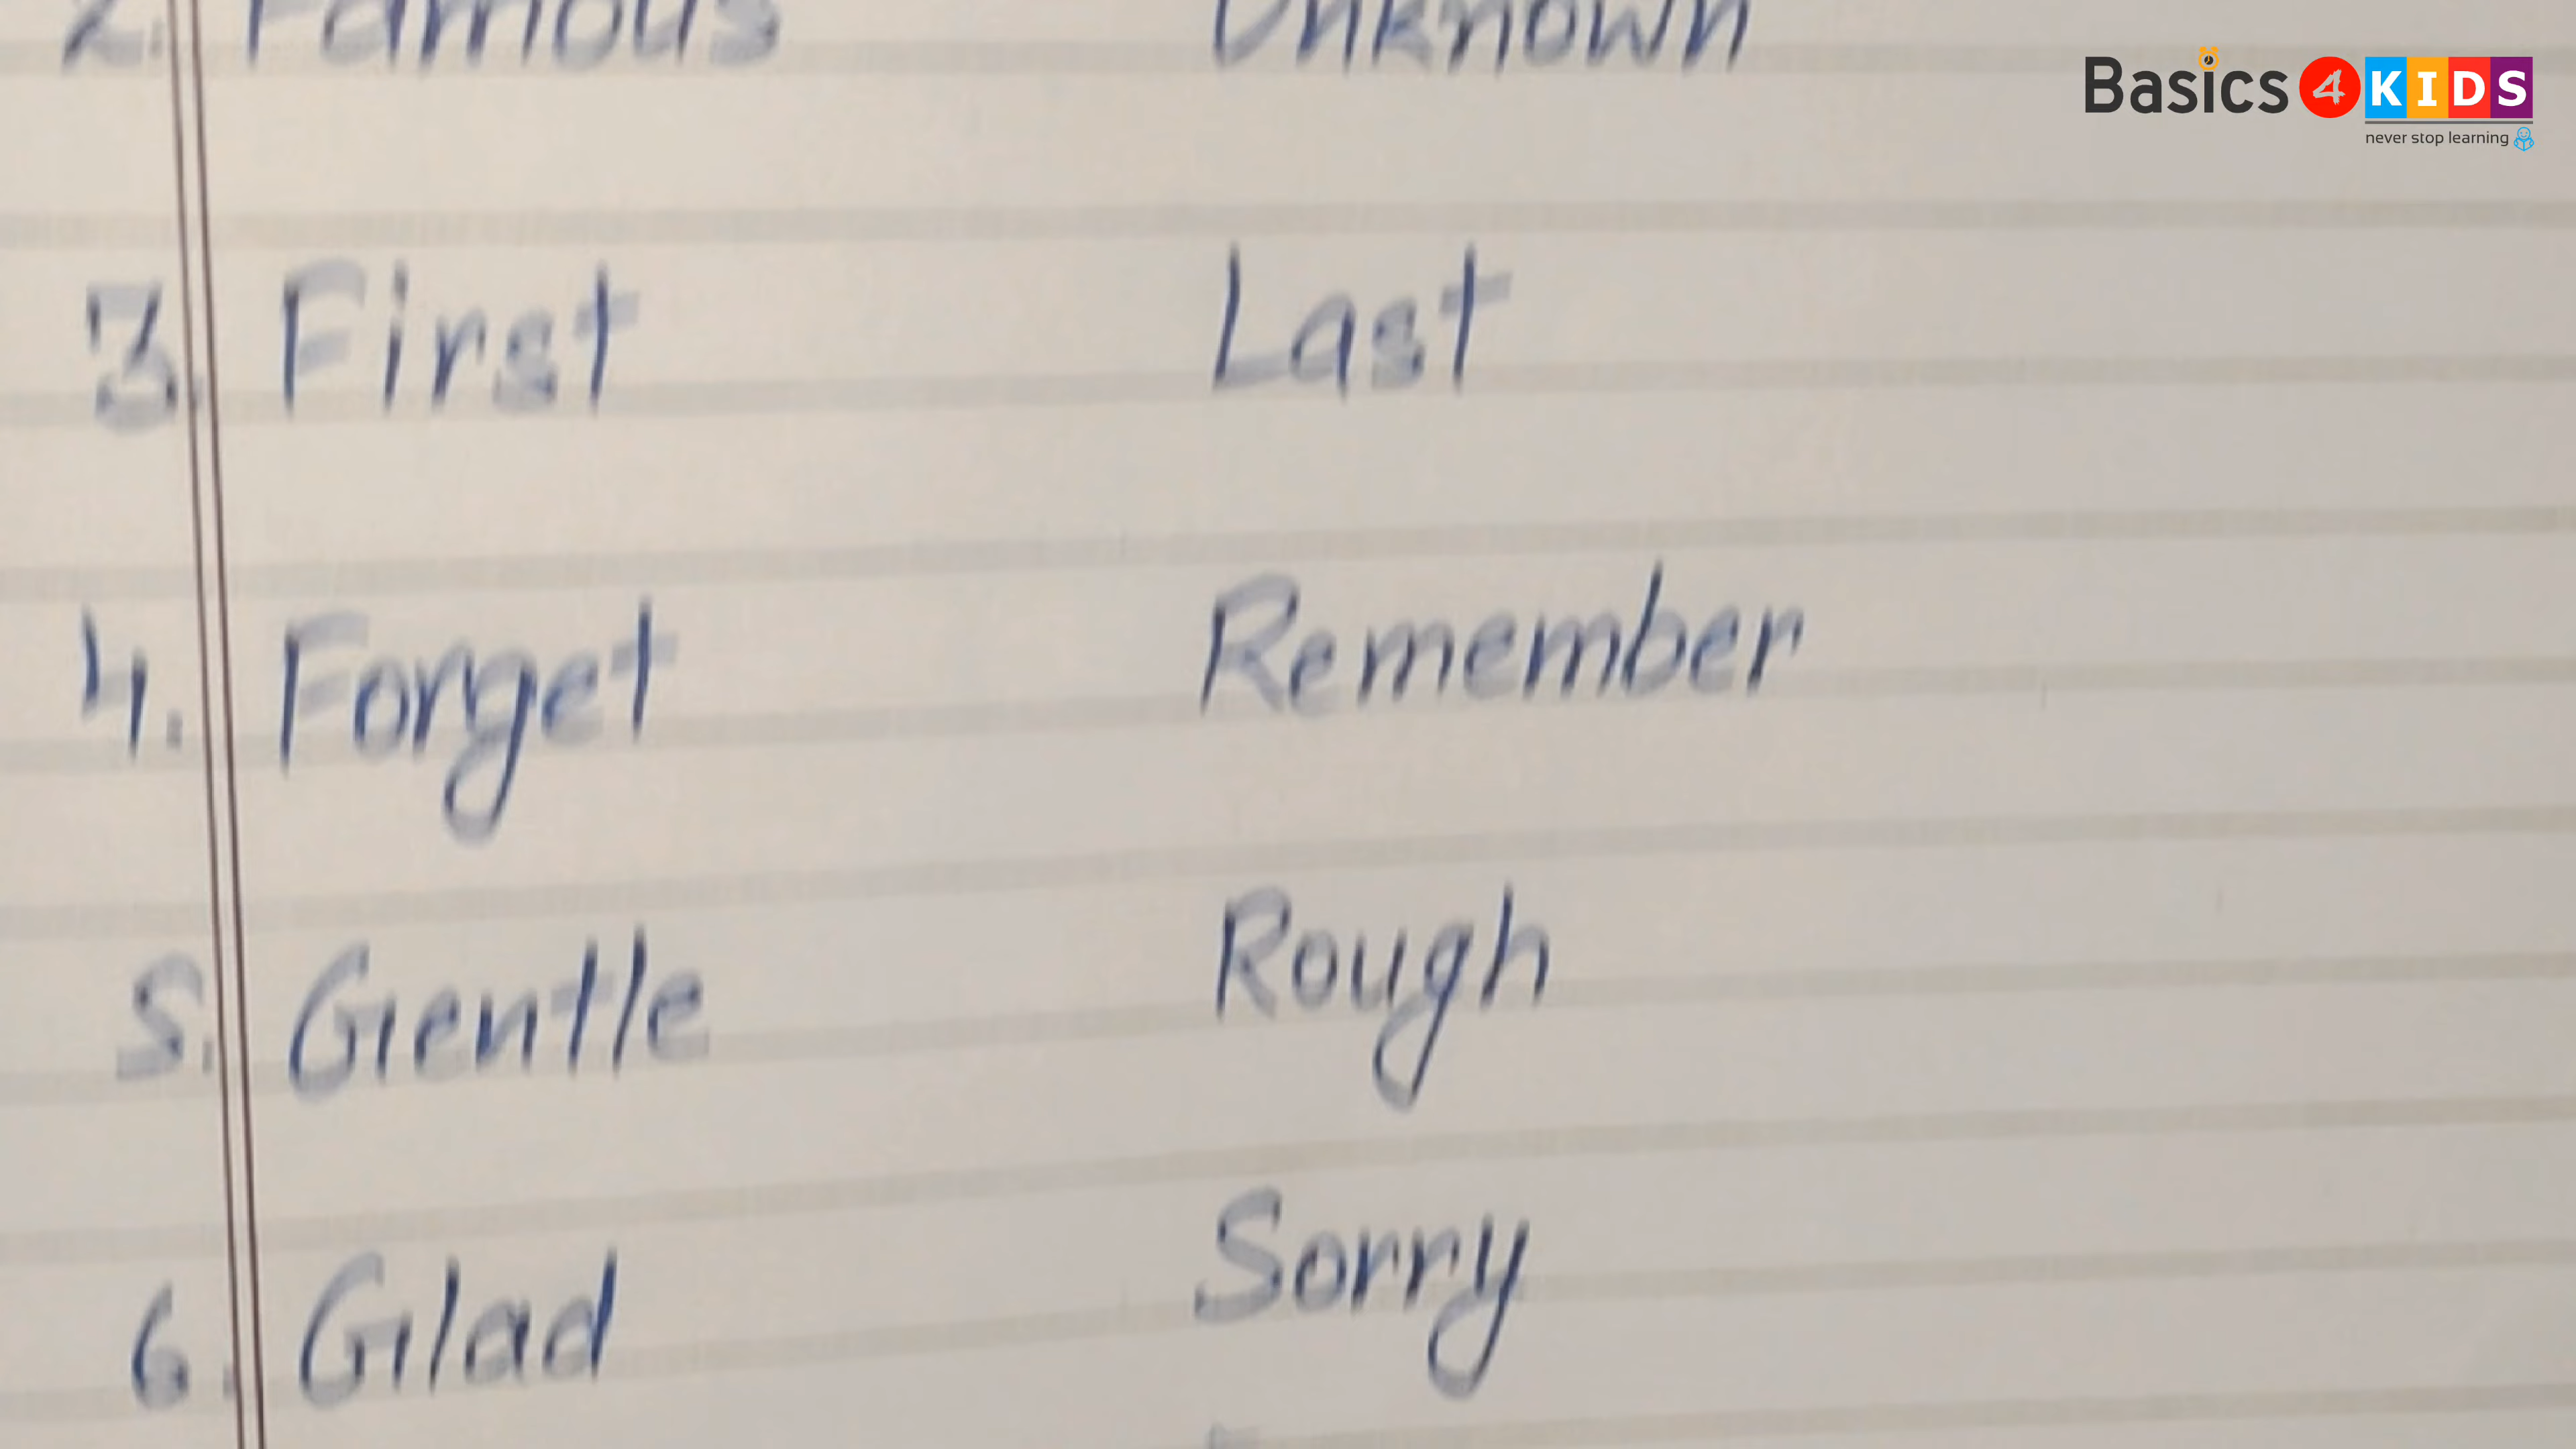 2. Famous Unknown
Basics 4 KIDS
never stop learning
3. First Last
4. Forget Remember
5. Gentle Rough
6. Glad Sorry